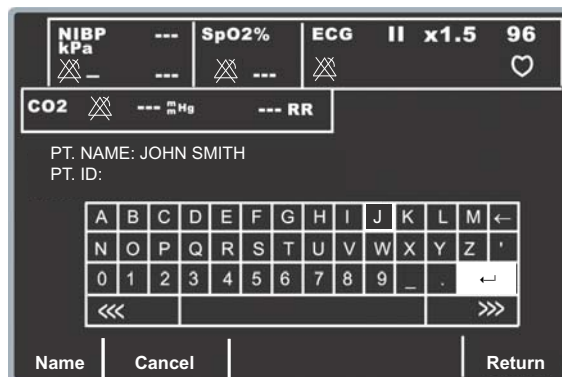 NIBP --- SpO2% ECG II x1.5 96
kPa
– --- ---
CO2 --- mmHg --- RR
PT. NAME: JOHN SMITH
PT. ID:
A B C D E F G H I J K L M ←
N O P Q R S T U V W X Y Z '
0 1 2 3 4 5 6 7 8 9 _ . ↵
<<< >>>
Name Cancel Return